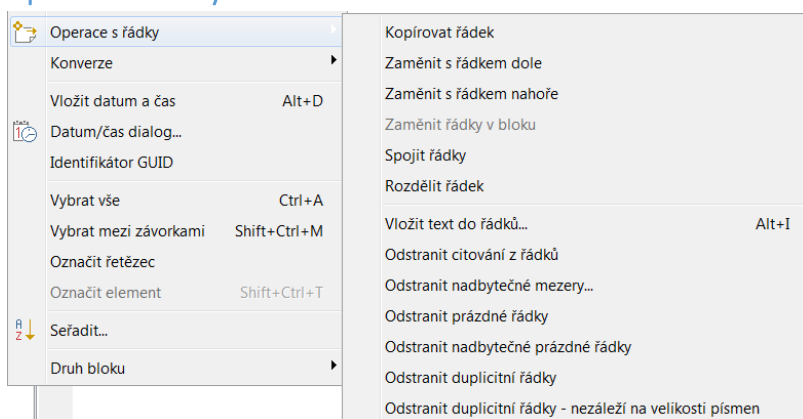 Operace s řádky
Konverze
Vložit datum a čas Alt+D
Datum/čas dialog...
Identifikátor GUID
Vybrat vše Ctrl+A
Vybrat mezi závorkami Shift+Ctrl+M
Označit řetězec
Označit element Shift+Ctrl+T
Seřadit...
Druh bloku
Kopírovat řádek
Zaměnit s řádkem dole
Zaměnit s řádkem nahoře
Zaměnit řádky v bloku
Spojit řádky
Rozdělit řádek
Vložit text do řádků... Alt+I
Odstranit citování z řádků
Odstranit nadbytečné mezery...
Odstranit prázdné řádky
Odstranit nadbytečné prázdné řádky
Odstranit duplicitní řádky
Odstranit duplicitní řádky - nezáleží na velikosti písmen